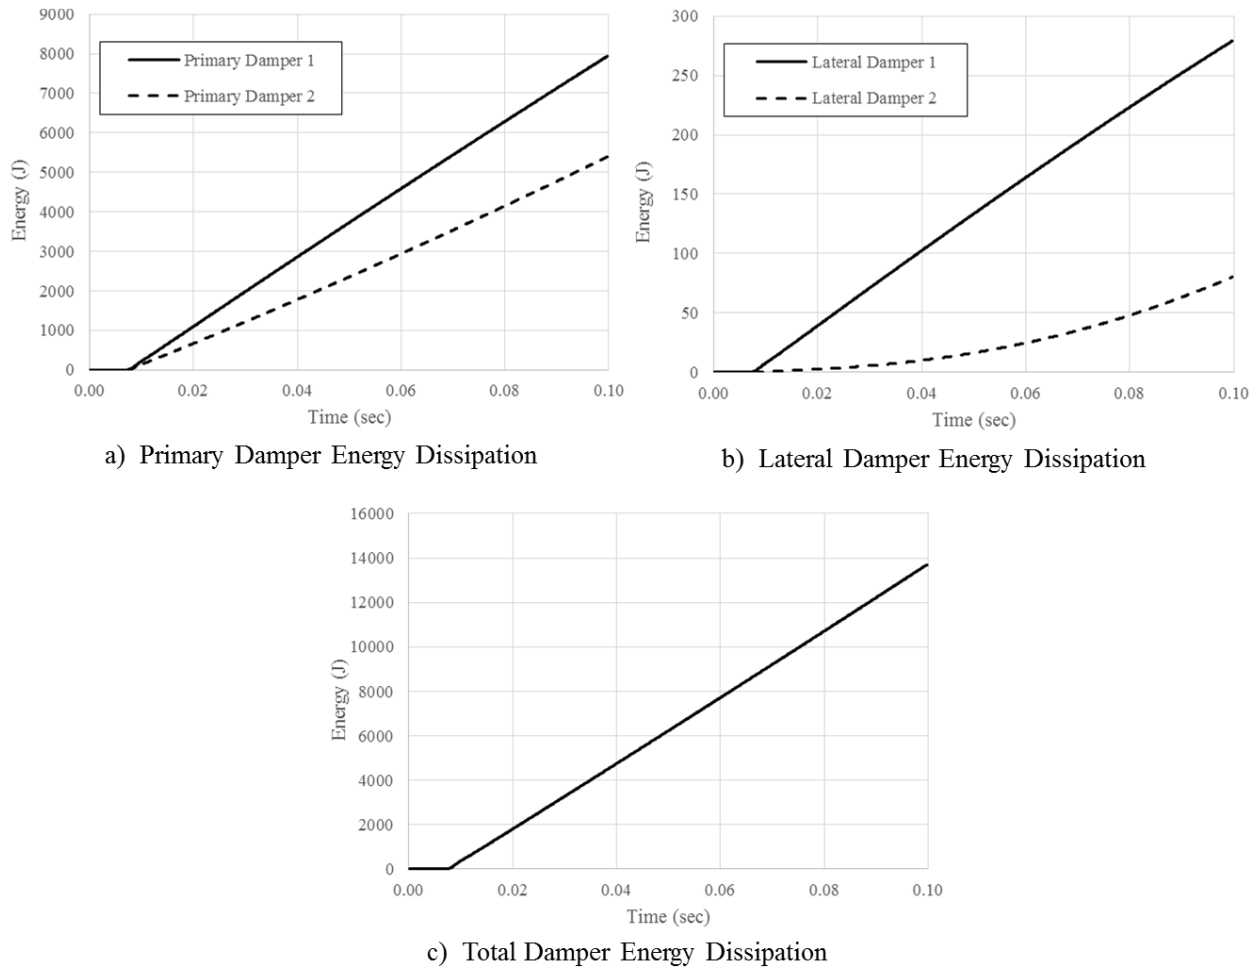 9000
8000
7000
6000
5000
4000
3000
2000
1000
0
Energy (J)
Primary Damper 1
Primary Damper 2
0.00 0.02 0.04 0.06 0.08 0.10
Time (sec)
a) Primary Damper Energy Dissipation
300
250
200
150
100
50
0
Energy (J)
Lateral Damper 1
Lateral Damper 2
0.00 0.02 0.04 0.06 0.08 0.10
Time (sec)
b) Lateral Damper Energy Dissipation
16000
14000
12000
10000
8000
6000
4000
2000
0
Energy (J)
0.00 0.02 0.04 0.06 0.08 0.10
Time (sec)
c) Total Damper Energy Dissipation